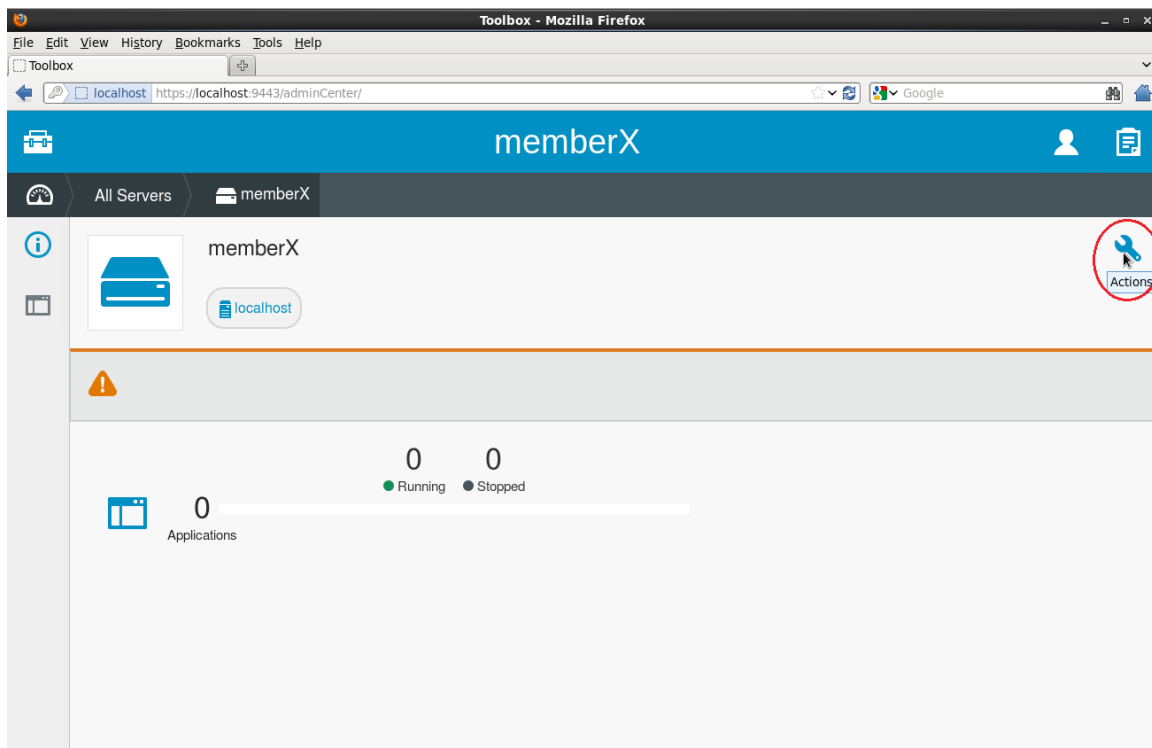 Toolbox - Mozilla Firefox
File Edit View History Bookmarks Tools Help
Toolbox
localhost https://localhost:9443/adminCenter/ Google
memberX
All Servers memberX
memberX
Actions
localhost
0 0
Running Stopped
0
Applications